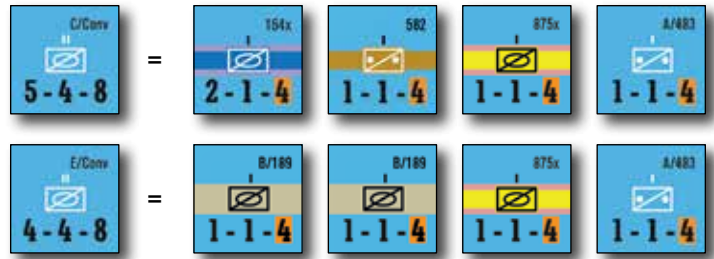 C/Conv
II
5 - 4 - 8
=
154x
I
2 - 1 - 4
582
I
1 - 1 - 4
875x
I
1 - 1 - 4
A/483
I
1 - 1 - 4
E/Conv
II
4 - 4 - 8
=
B/189
I
1 - 1 - 4
B/189
I
1 - 1 - 4
875x
I
1 - 1 - 4
A/483
I
1 - 1 - 4